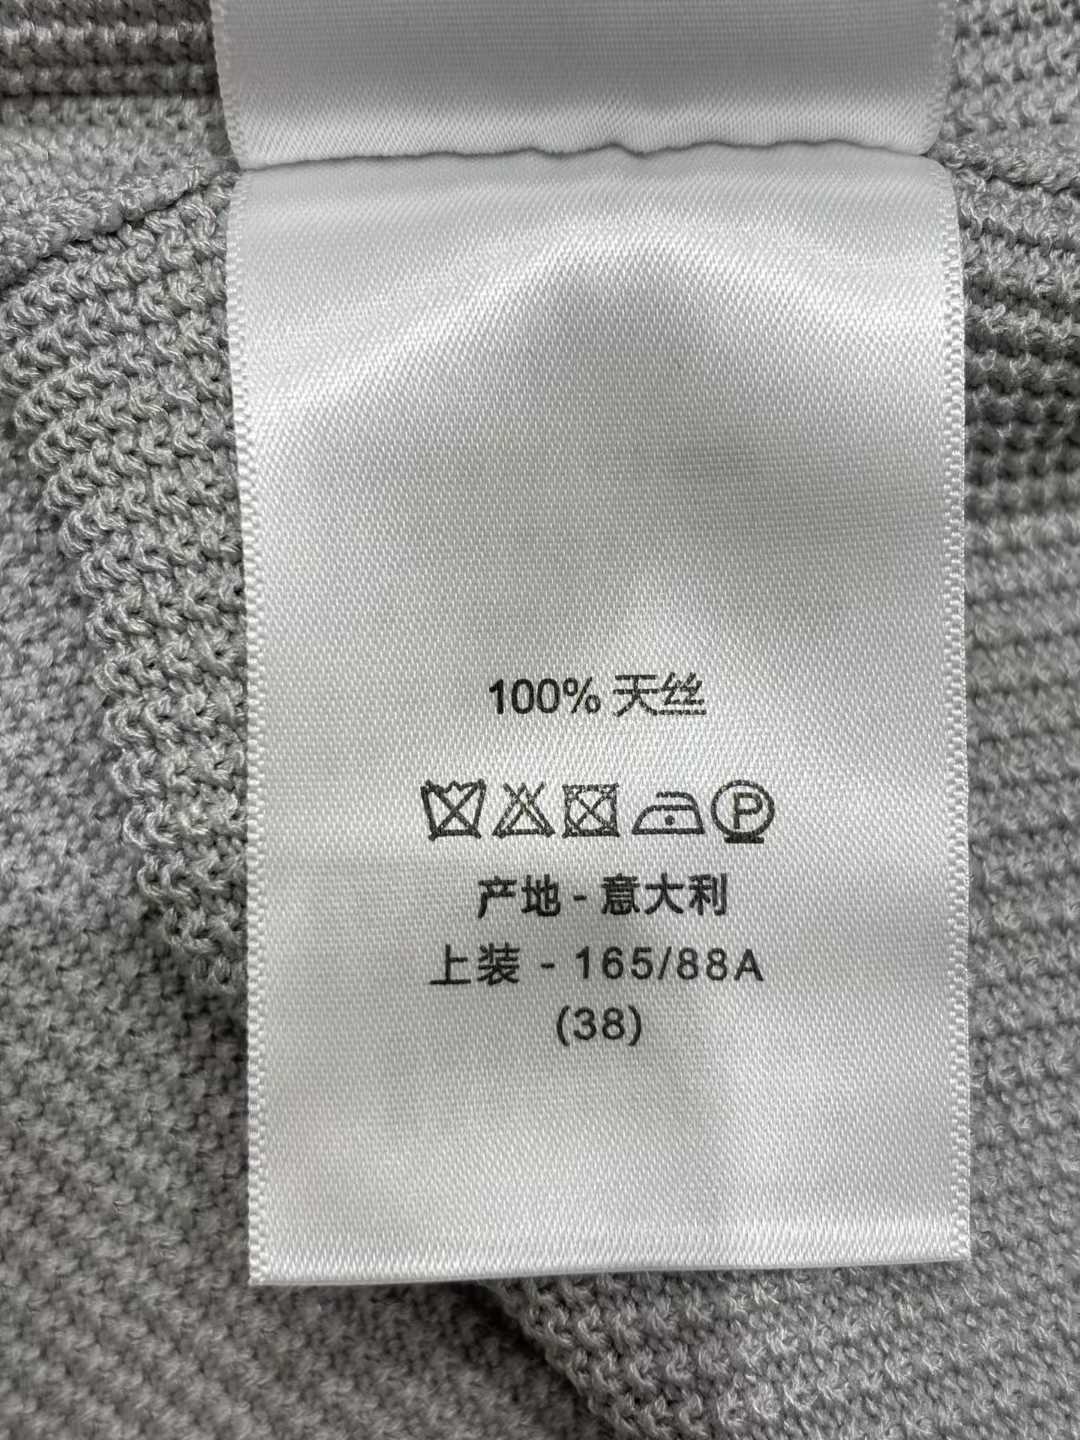 100% 天丝
P
产地 - 意大利
上装 - 165/88A
(38)